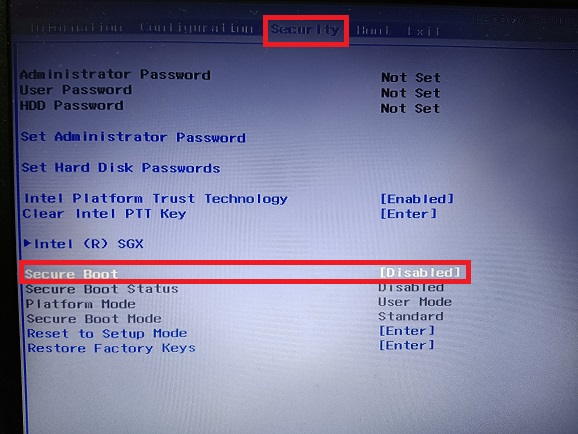 Information Configuration Security Boot Exit
Administrator Password Not Set
User Password Not Set
HDD Password Not Set
Set Administrator Password
Set Hard Disk Passwords
Intel Platform Trust Technology [Enabled]
Clear Intel PTT Key [Enter]
▶Intel (R) SGX
Secure Boot [Disabled]
Secure Boot Status Disabled
Platform Mode User Mode
Secure Boot Mode Standard
Reset to Setup Mode [Enter]
Restore Factory Keys [Enter]